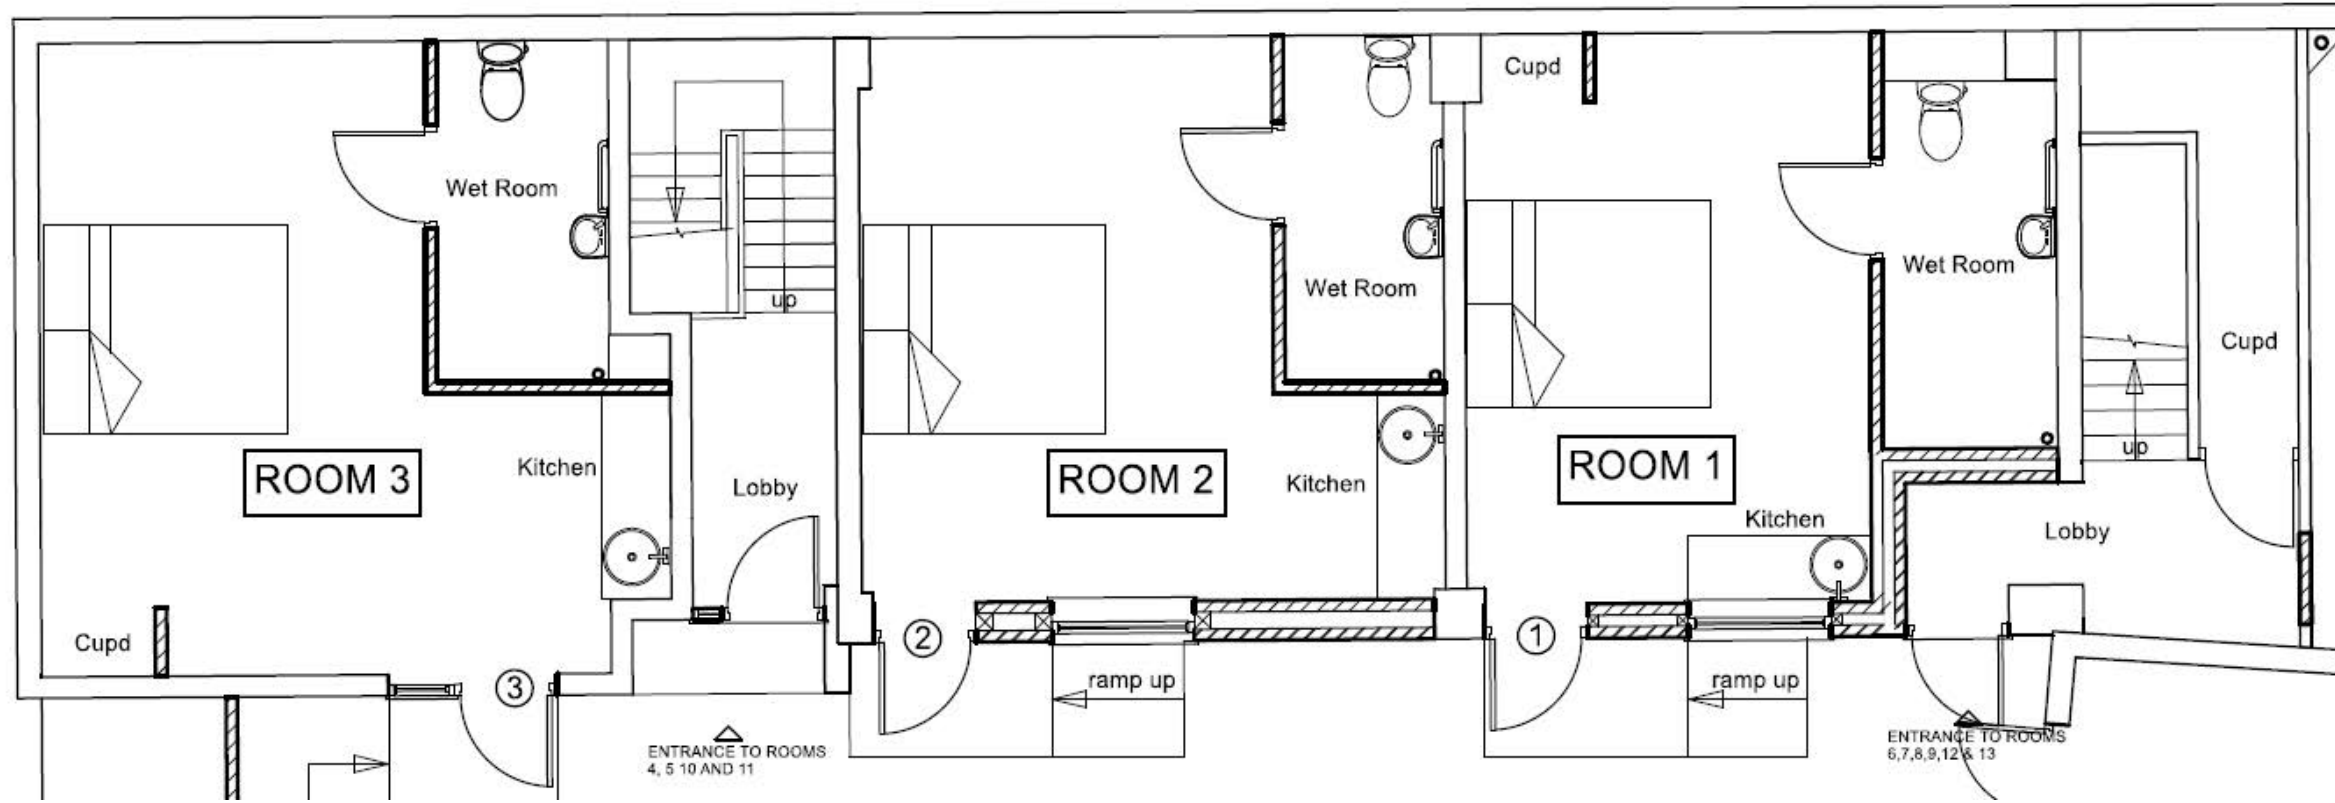 Cupd
Wet Room
Wet Room
Wet Room
up
Cupd
up
ROOM 3
Kitchen
Lobby
ROOM 2
Kitchen
ROOM 1
Kitchen
Lobby
Cupd
3
2
1
ramp up
ramp up
ENTRANCE TO ROOMS
4, 5 10 AND 11
ENTRANCE TO ROOMS
6,7,8,9,12 & 13